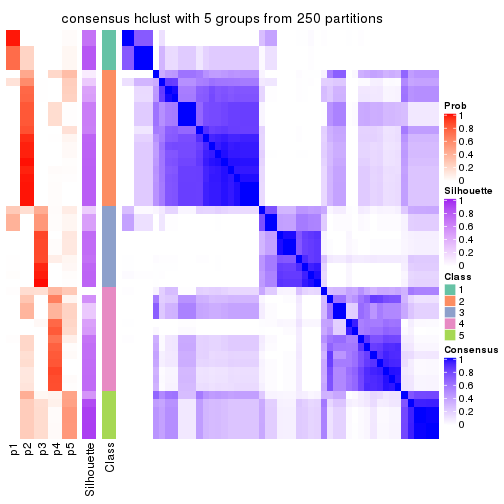 consensus hclust with 5 groups from 250 partitions
Prob
1
0.8
0.6
0.4
0.2
0
Silhouette
1
0.8
0.6
0.4
0.2
0
Class
1
2
3
4
5
Consensus
1
0.8
0.6
0.4
0.2
0
p1
p2
p3
p4
p5
Silhouette
Class